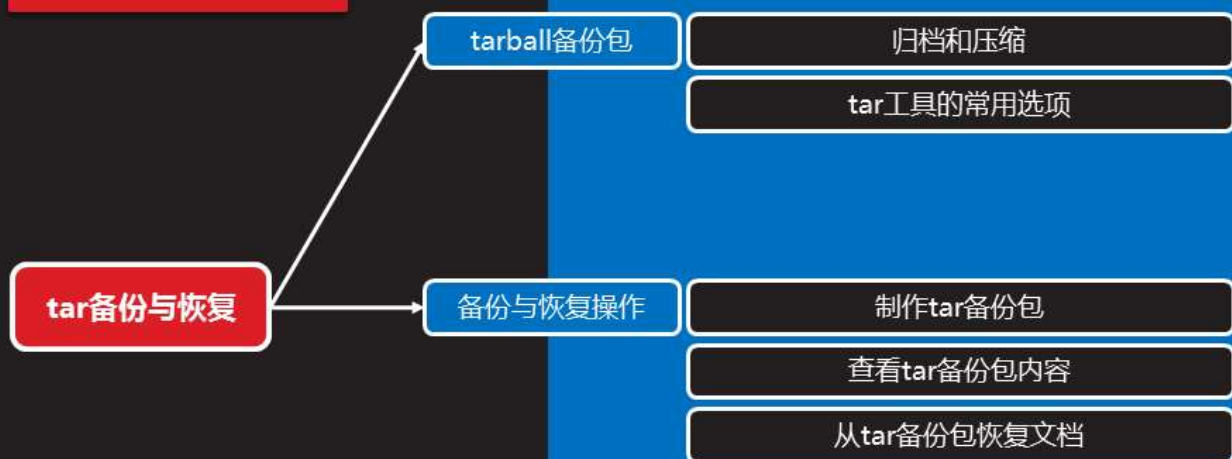 tarball备份包
归档和压缩
tar工具的常用选项
tar备份与恢复
备份与恢复操作
制作tar备份包
查看tar备份包内容
从tar备份包恢复文档